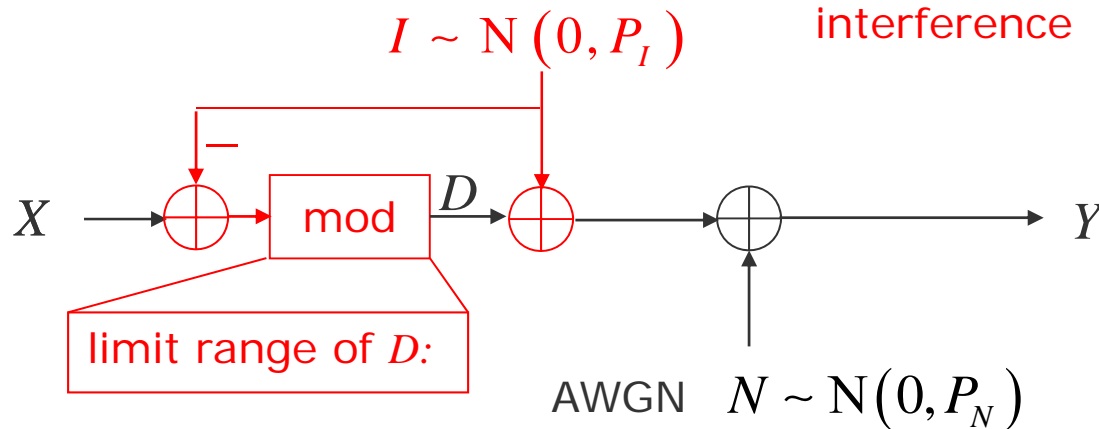 interference
I ~ N(0, P_I)
−
X
mod
D
Y
limit range of D:
AWGN N ~ N(0, P_N)